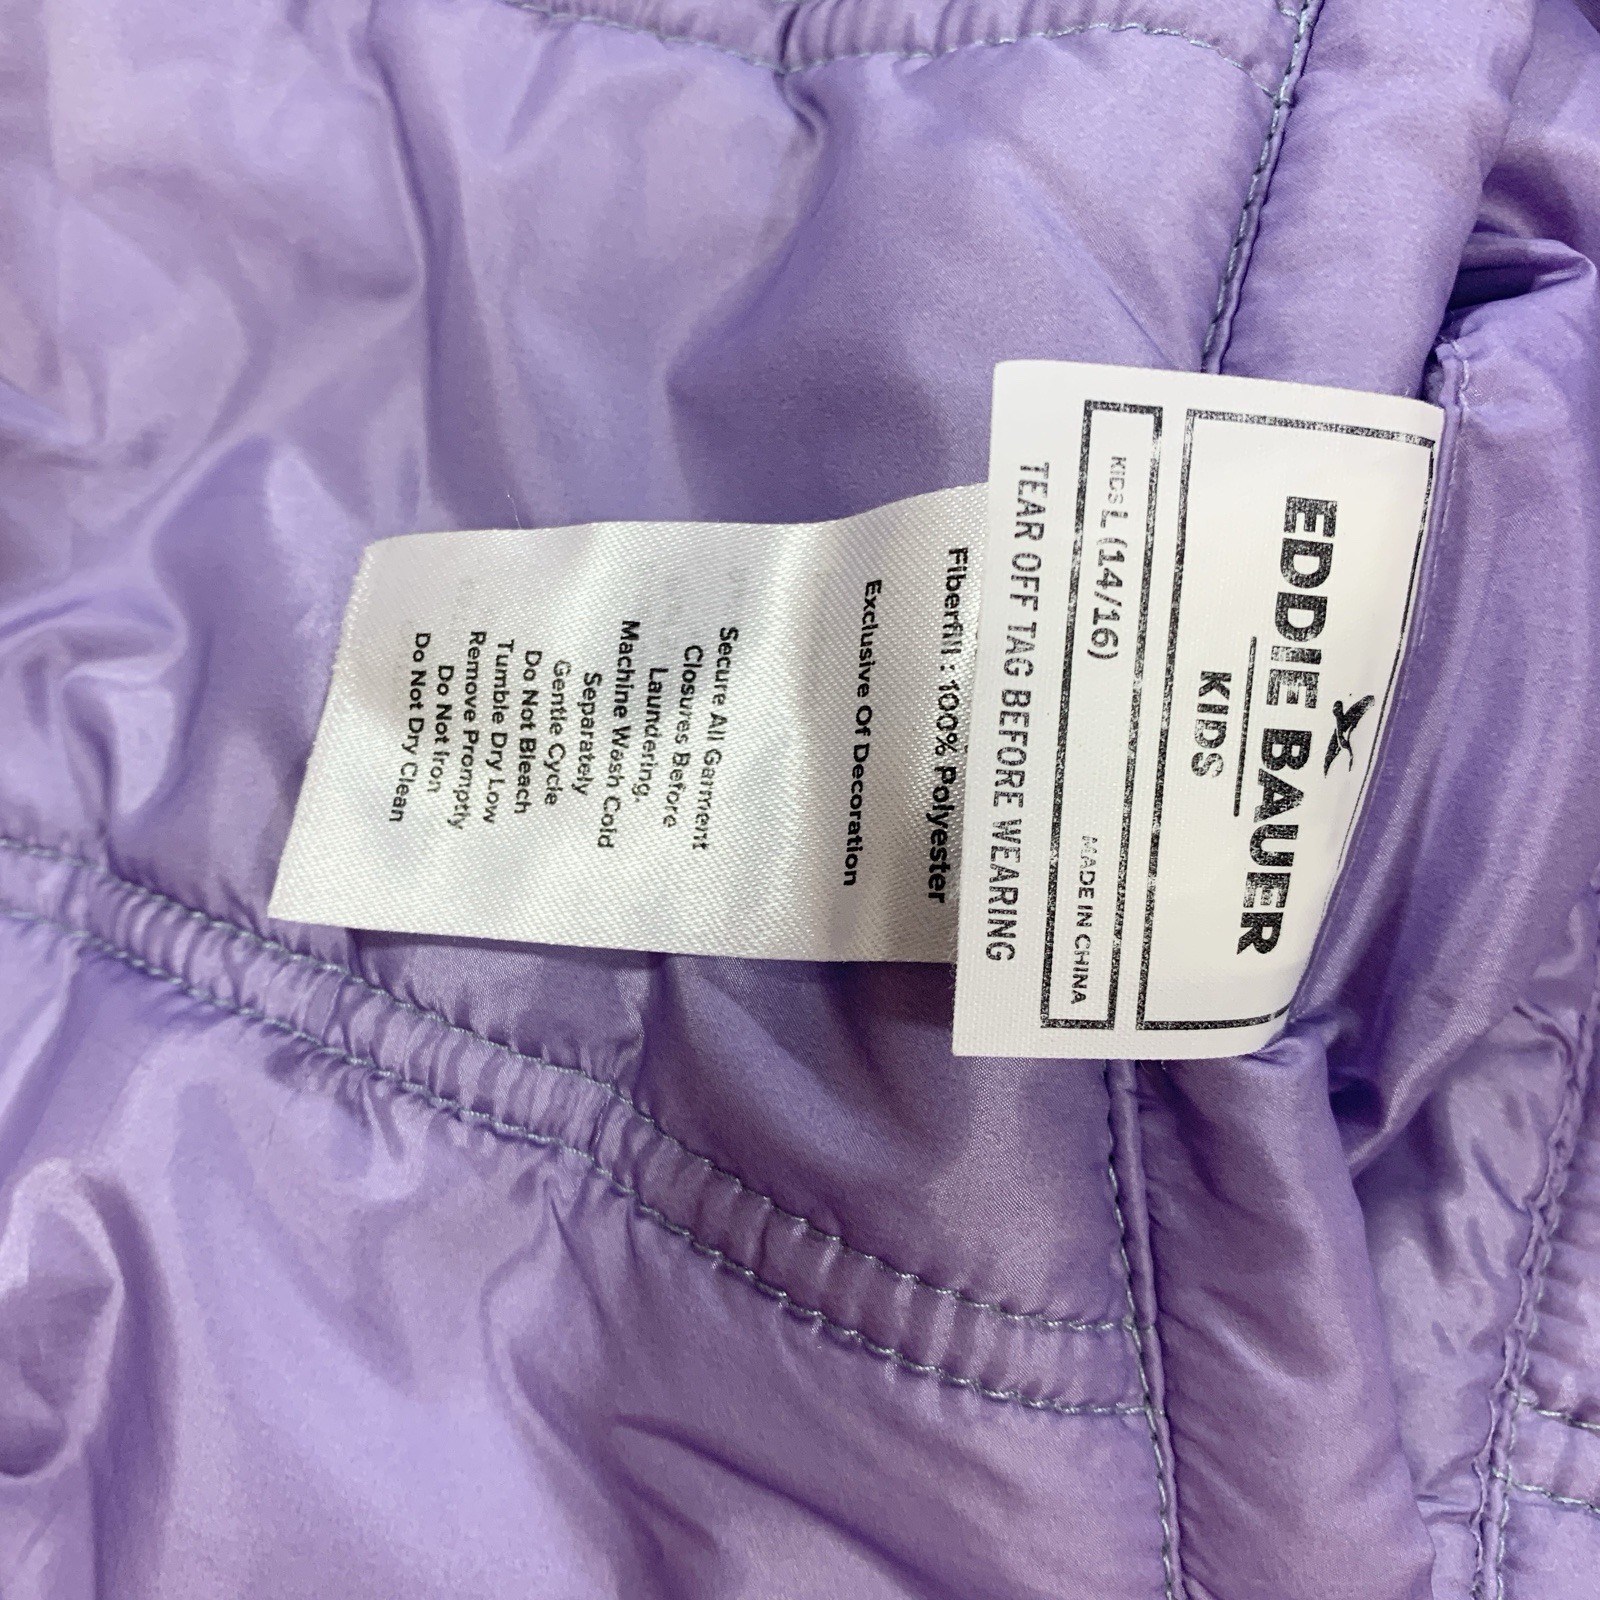 EDDIE BAUER
KIDS
KIDS L (14/16) MADE IN CHINA
TEAR OFF TAG BEFORE WEARING
Fiberfill : 100% Polyester
Exclusive Of Decoration
Secure All Garment
Closures Before
Laundering.
Machine Wash Cold
Separately
Gentle Cycle
Do Not Bleach
Tumble Dry Low
Remove Promptly
Do Not Iron
Do Not Dry Clean